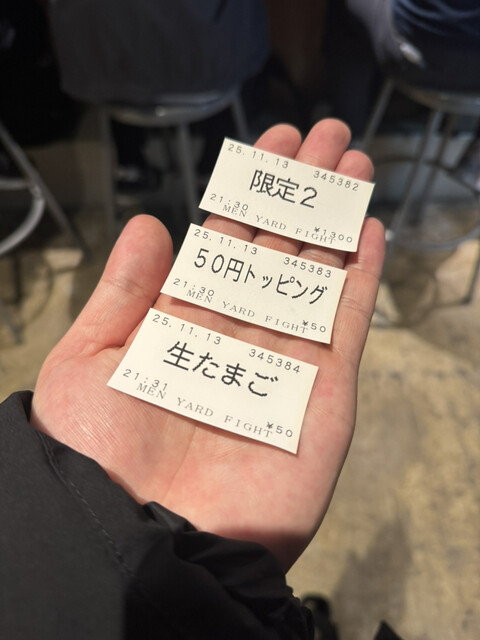 25.11.13 345382
限定2
21:30 ¥1300
MEN YARD FIGHT
25.11.13 345383
50円トッピング
21:30 ¥50
MEN YARD FIGHT
25.11.13 345384
生たまご
21:31 ¥50
MEN YARD FIGHT